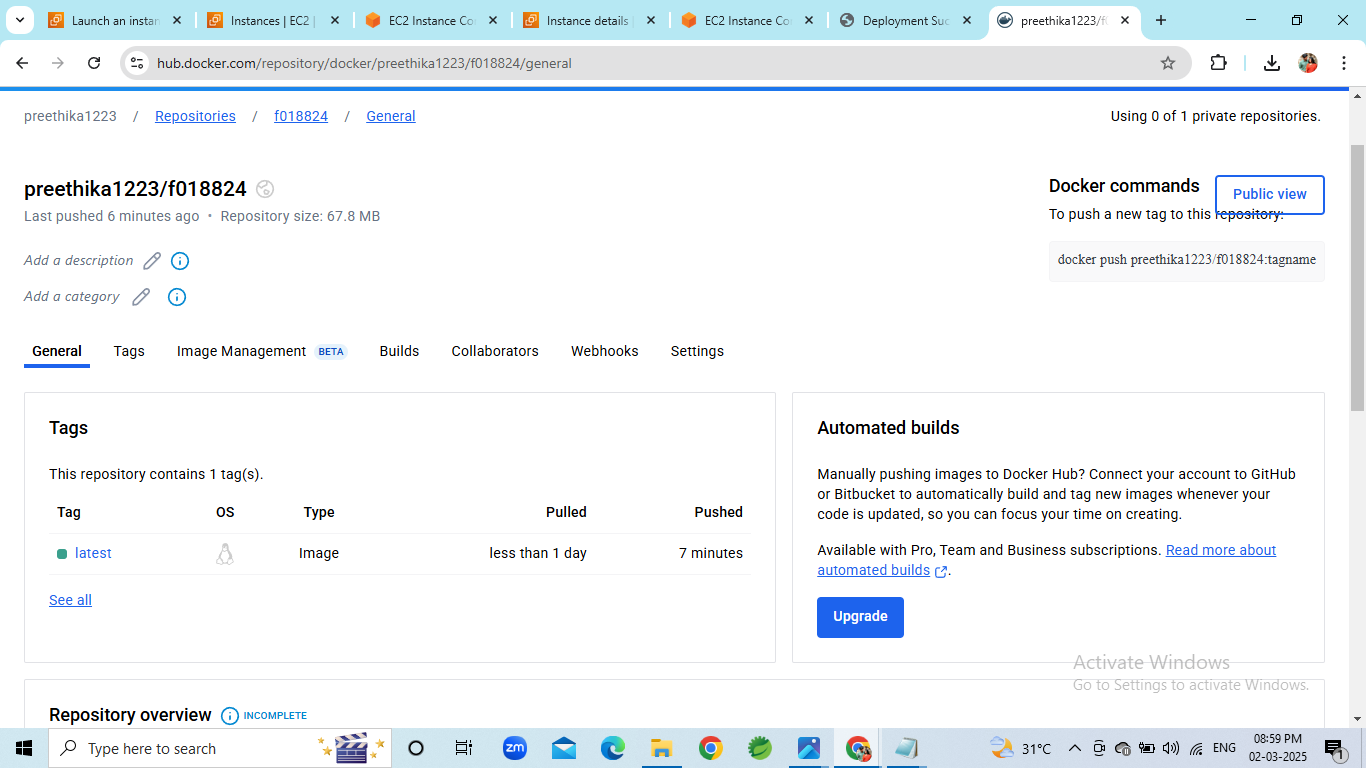 Launch an instan
Instances | EC2 |
EC2 Instance Co
Instance details |
EC2 Instance Co
Deployment Suc
preethika1223/f0
hub.docker.com/repository/docker/preethika1223/f018824/general
preethika1223 / Repositories / f018824 / General
Using 0 of 1 private repositories.
preethika1223/f018824
Last pushed 6 minutes ago • Repository size: 67.8 MB
Add a description
Add a category
Docker commands
Public view
To push a new tag to this repository:
docker push preethika1223/f018824:tagname
General Tags Image Management BETA Builds Collaborators Webhooks Settings
Tags
This repository contains 1 tag(s).
Tag OS Type Pulled Pushed
latest Image less than 1 day 7 minutes
See all
Automated builds
Manually pushing images to Docker Hub? Connect your account to GitHub
or Bitbucket to automatically build and tag new images whenever your
code is updated, so you can focus your time on creating.
Available with Pro, Team and Business subscriptions. Read more about
automated builds.
Upgrade
Activate Windows
Go to Settings to activate Windows.
Repository overview INCOMPLETE
Type here to search
zm
31°C
ENG
08:59 PM
02-03-2025
1